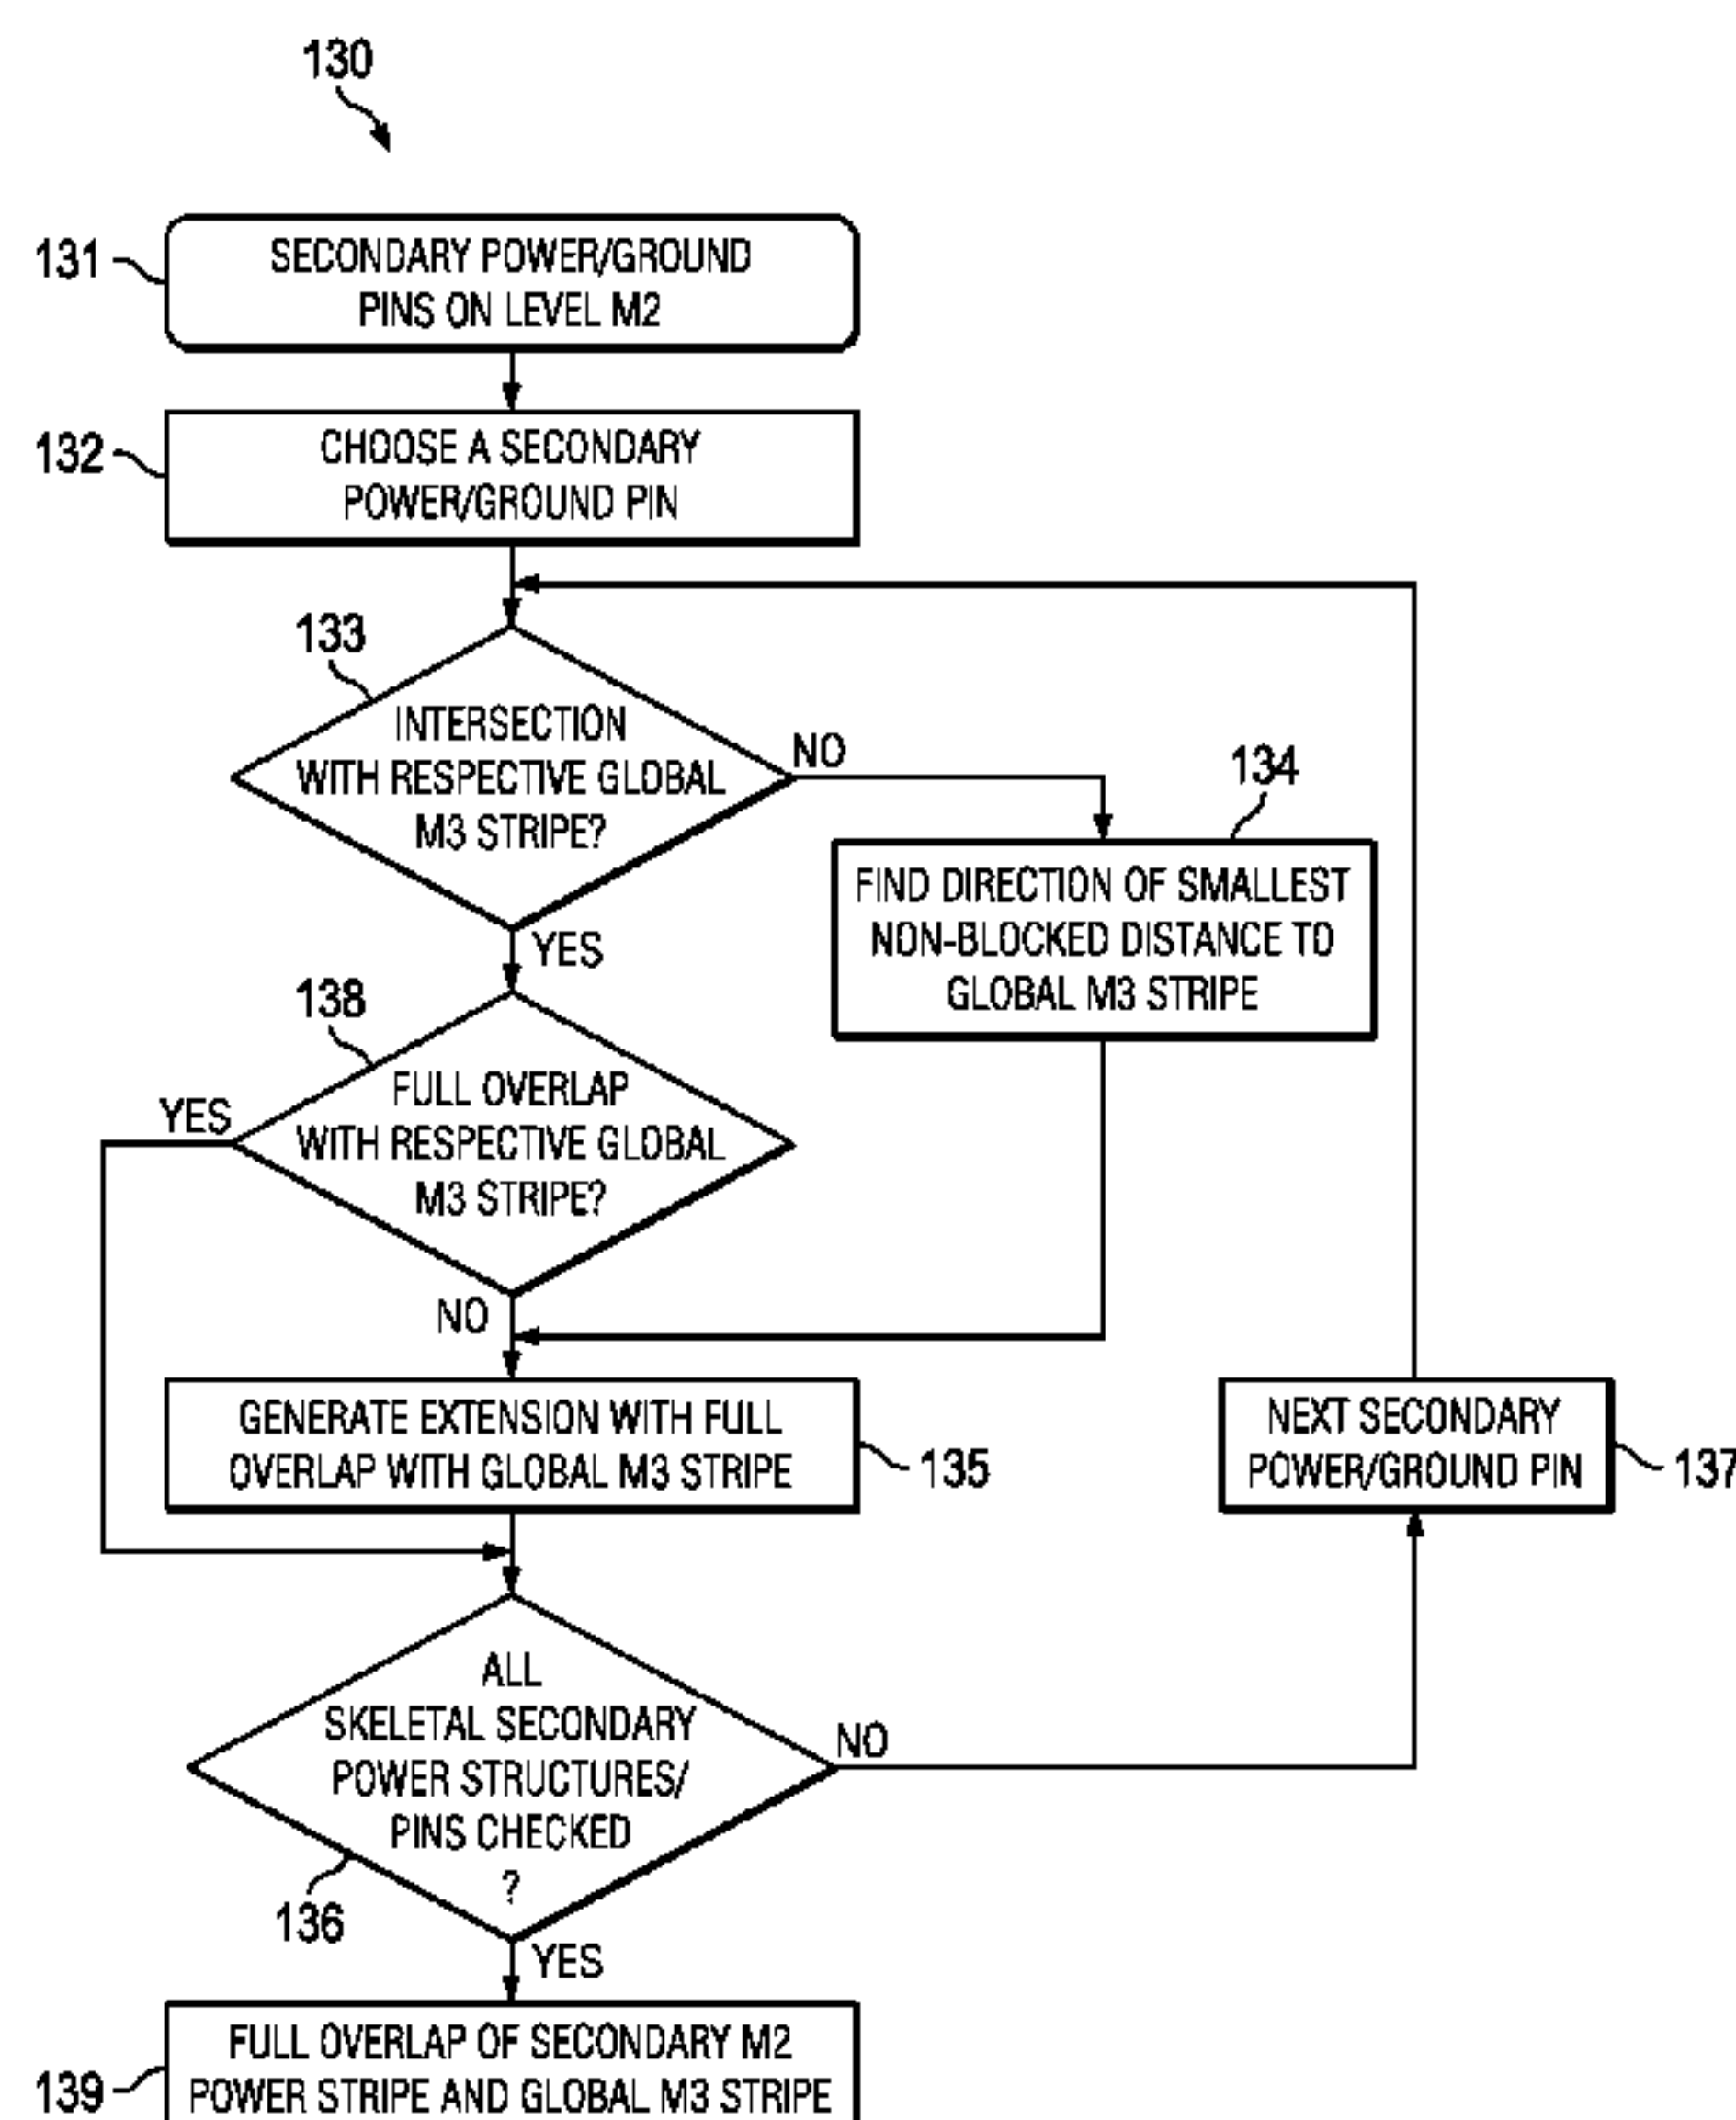 130
131
SECONDARY POWER/GROUND
PINS ON LEVEL M2
132
CHOOSE A SECONDARY
POWER/GROUND PIN
133
INTERSECTION
WITH RESPECTIVE GLOBAL
M3 STRIPE?
NO
YES
134
FIND DIRECTION OF SMALLEST
NON-BLOCKED DISTANCE TO
GLOBAL M3 STRIPE
138
FULL OVERLAP
WITH RESPECTIVE GLOBAL
M3 STRIPE?
YES
NO
GENERATE EXTENSION WITH FULL
OVERLAP WITH GLOBAL M3 STRIPE
135
NEXT SECONDARY
POWER/GROUND PIN
137
ALL
SKELETAL SECONDARY
POWER STRUCTURES/
PINS CHECKED
?
136
NO
YES
139
FULL OVERLAP OF SECONDARY M2
POWER STRIPE AND GLOBAL M3 STRIPE